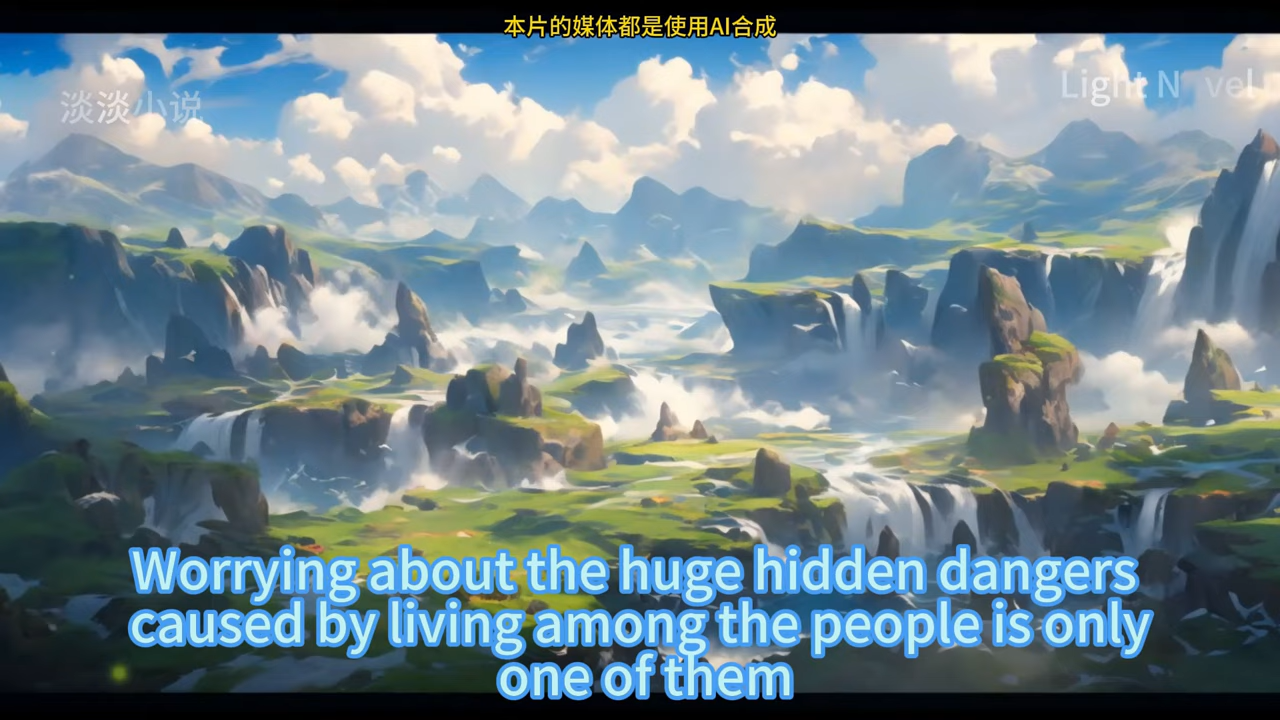 本片的媒体都是使用AI合成
淡淡小说
Light N vel
Worrying about the huge hidden dangers
caused by living among the people is only
one of them